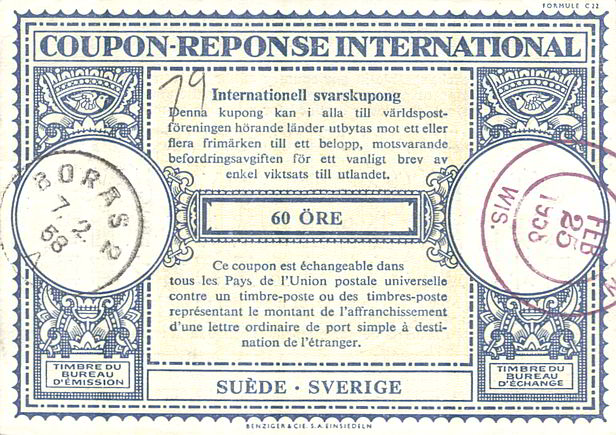 FORMULE C 22
COUPON-REPONSE INTERNATIONAL
79
Internationell svarskupong
Denna kupong kan i alla till världspost-
föreningen hörande länder utbytas mot ett eller
flera frimärken till ett belopp, motsvarande
befordringsavgiften för ett vanligt brev av
enkel viktsats till utlandet.
BORÅS 2
7. 2.
58
60 ÖRE
FEB
25
1958
WIS.
Ce coupon est échangeable dans
tous les Pays de l'Union postale universelle
contre un timbre-poste ou des timbres-poste
représentant le montant de l'affranchissement
d'une lettre ordinaire de port simple à desti-
nation de l'étranger.
TIMBRE DU
BUREAU
D'ÉMISSION
SUÈDE · SVERIGE
TIMBRE DU
BUREAU
D'ÉCHANGE
BENZIGER & CIE. S.A. EINSIEDELN